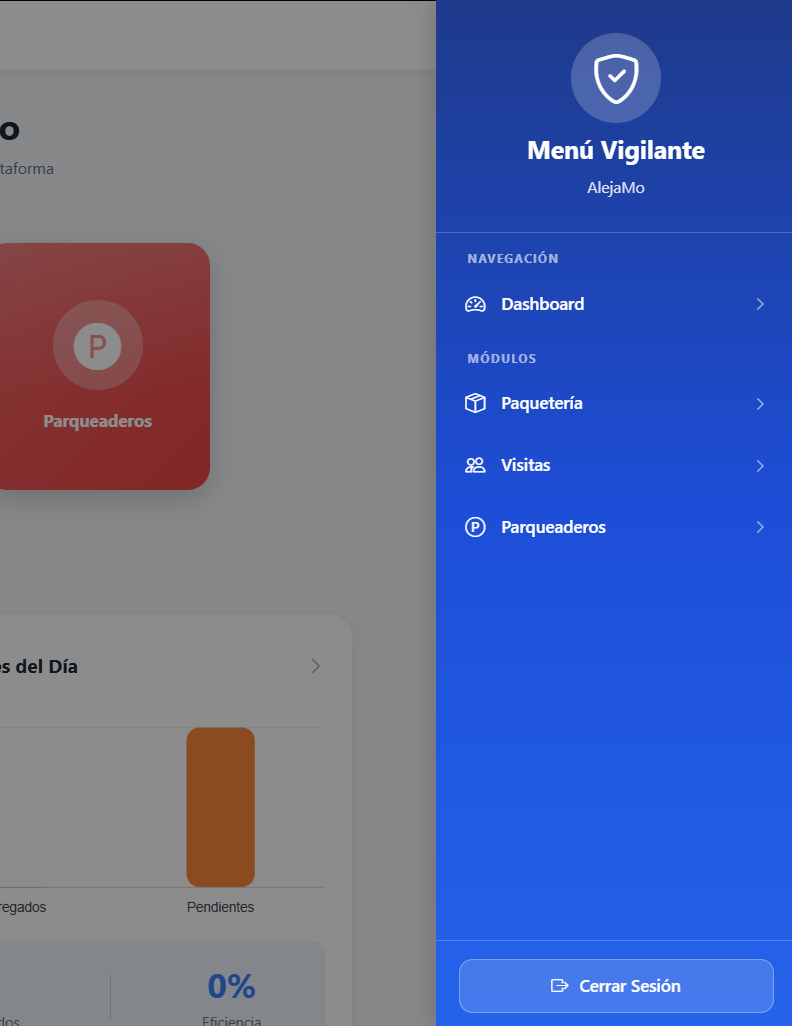 o
taforma
P
Parqueaderos
es del Día
regados
Pendientes
0%
dos
Eficiencia
Menú Vigilante
AlejaMo
NAVEGACIÓN
Dashboard
MÓDULOS
Paquetería
Visitas
P Parqueaderos
Cerrar Sesión